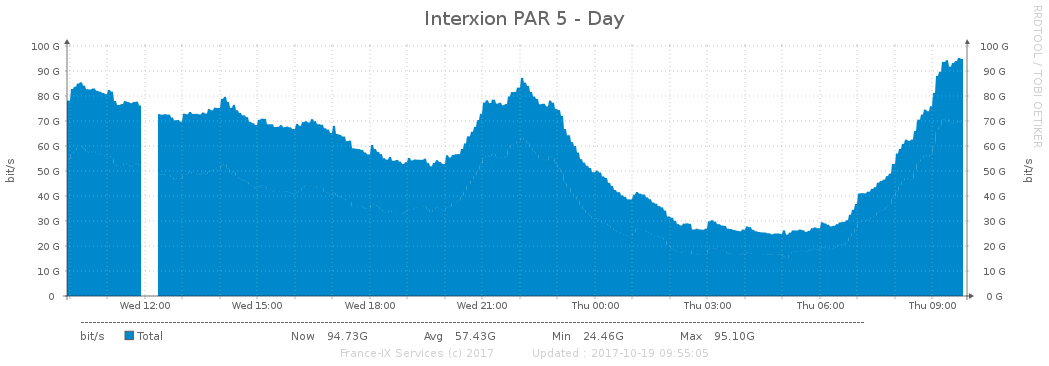 Interxion PAR 5 - Day
RRDTOOL / TOBI OETIKER
bit/s
100 G
90 G
80 G
70 G
60 G
50 G
40 G
30 G
20 G
10 G
0
100 G
90 G
80 G
70 G
60 G
50 G
40 G
30 G
20 G
10 G
0 G
bit/s
Wed 12:00 Wed 15:00 Wed 18:00 Wed 21:00 Thu 00:00 Thu 03:00 Thu 06:00 Thu 09:00
bit/s Total Now 94.73G Avg 57.43G Min 24.46G Max 95.10G
France-IX Services (c) 2017 Updated : 2017-10-19 09:55:05